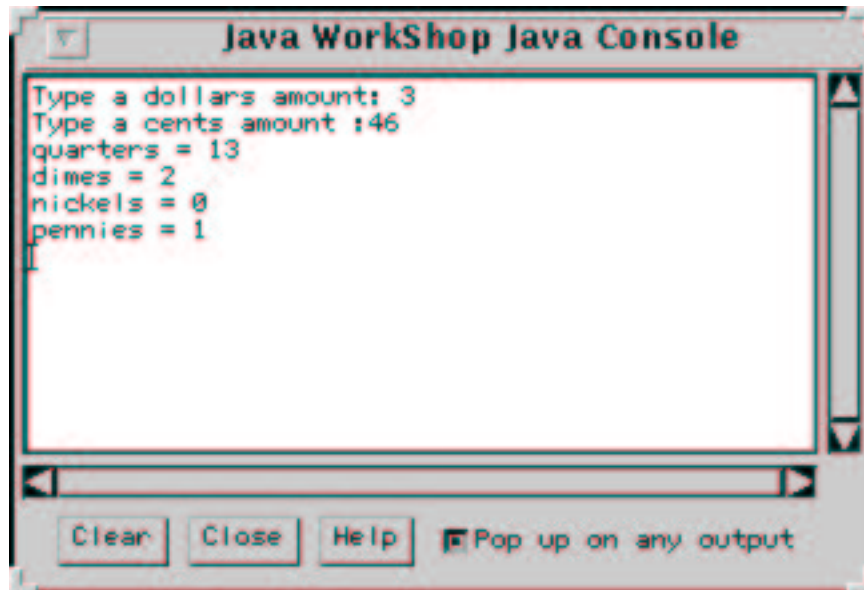 Java WorkShop Java Console
Type a dollars amount: 3
Type a cents amount :46
quarters = 13
dimes = 2
nickels = 0
pennies = 1
Clear Close Help Pop up on any output